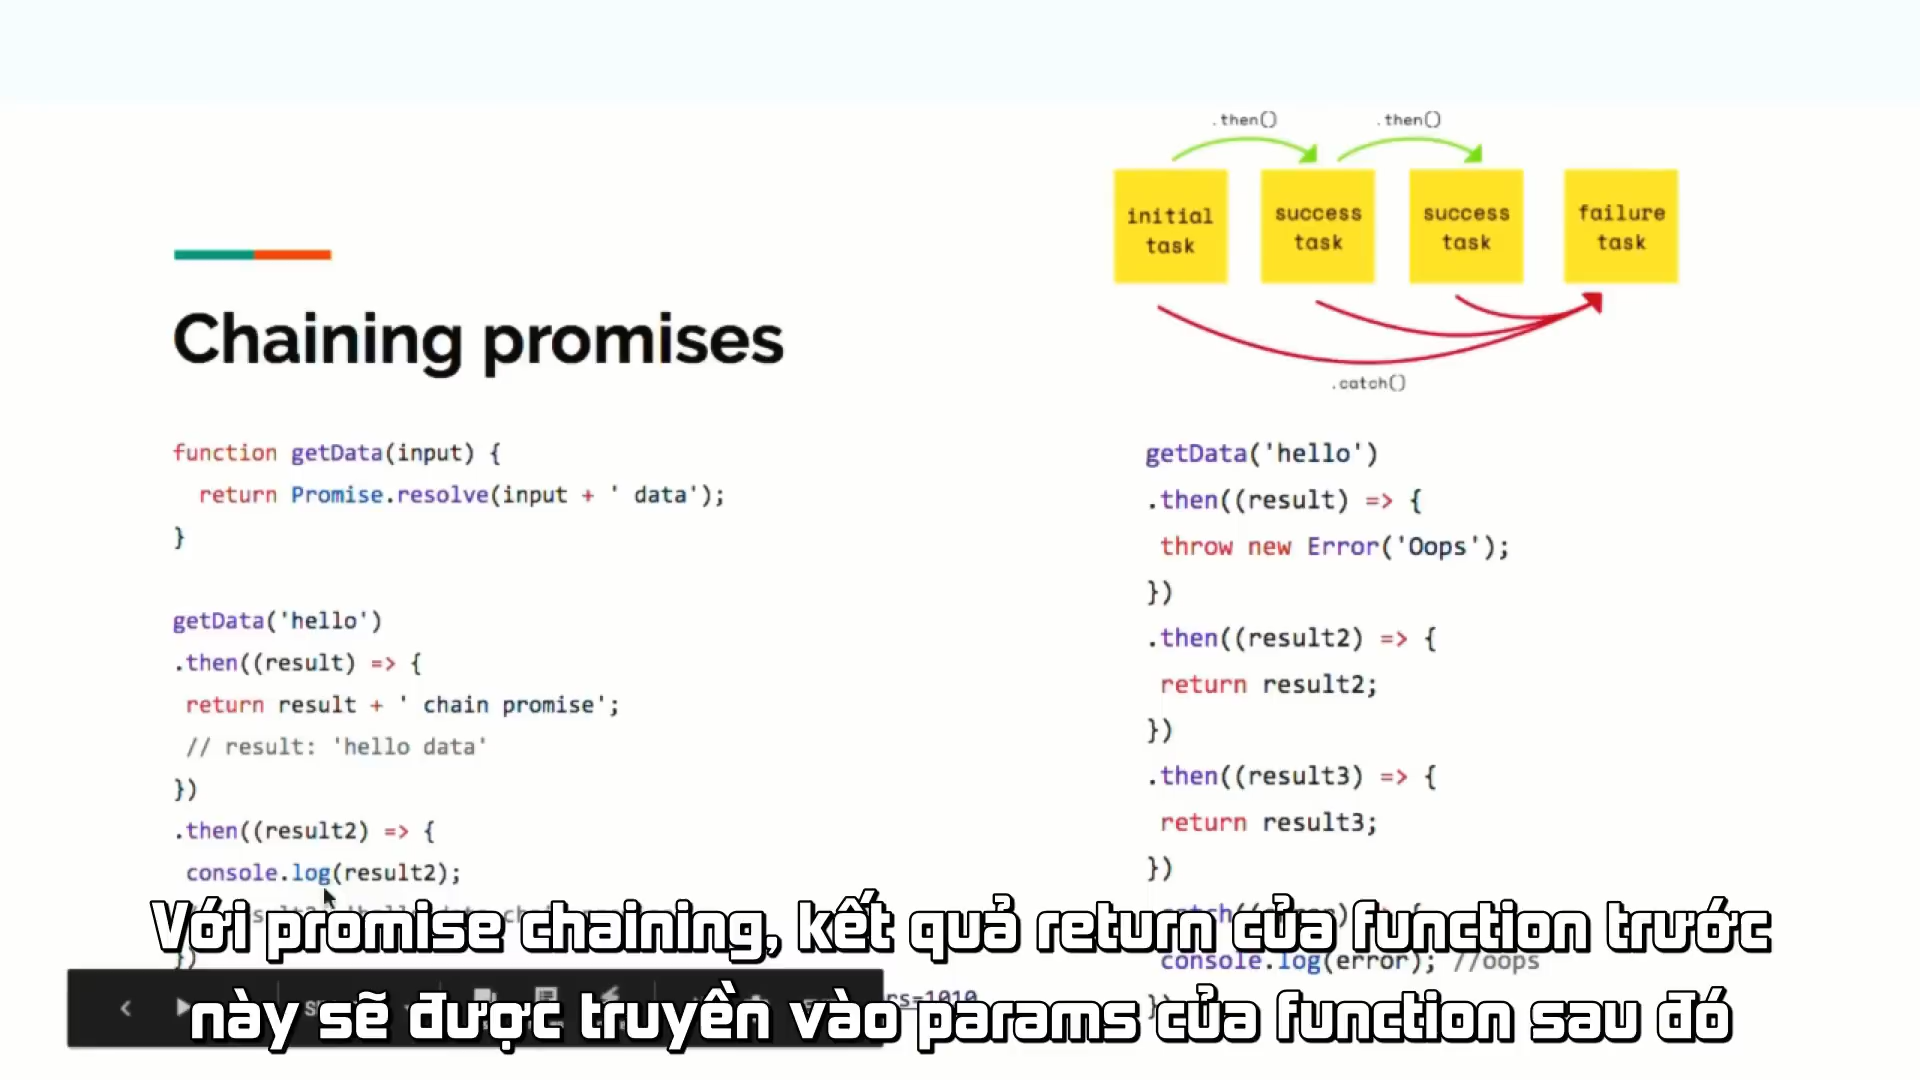 .then() .then()
initial task
success task
success task
failure task
.catch()
Chaining promises
function getData(input) {
return Promise.resolve(input + ' data');
}
getData('hello')
.then((result) => {
return result + ' chain promise';
// result: 'hello data'
})
.then((result2) => {
console.log(result2);
})
getData('hello')
.then((result) => {
throw new Error('Oops');
})
.then((result2) => {
return result2;
})
.then((result3) => {
return result3;
})
console.log(error); //oops
Với promise chaining, kết quả return của function trước
này sẽ được truyền vào params của function sau đó